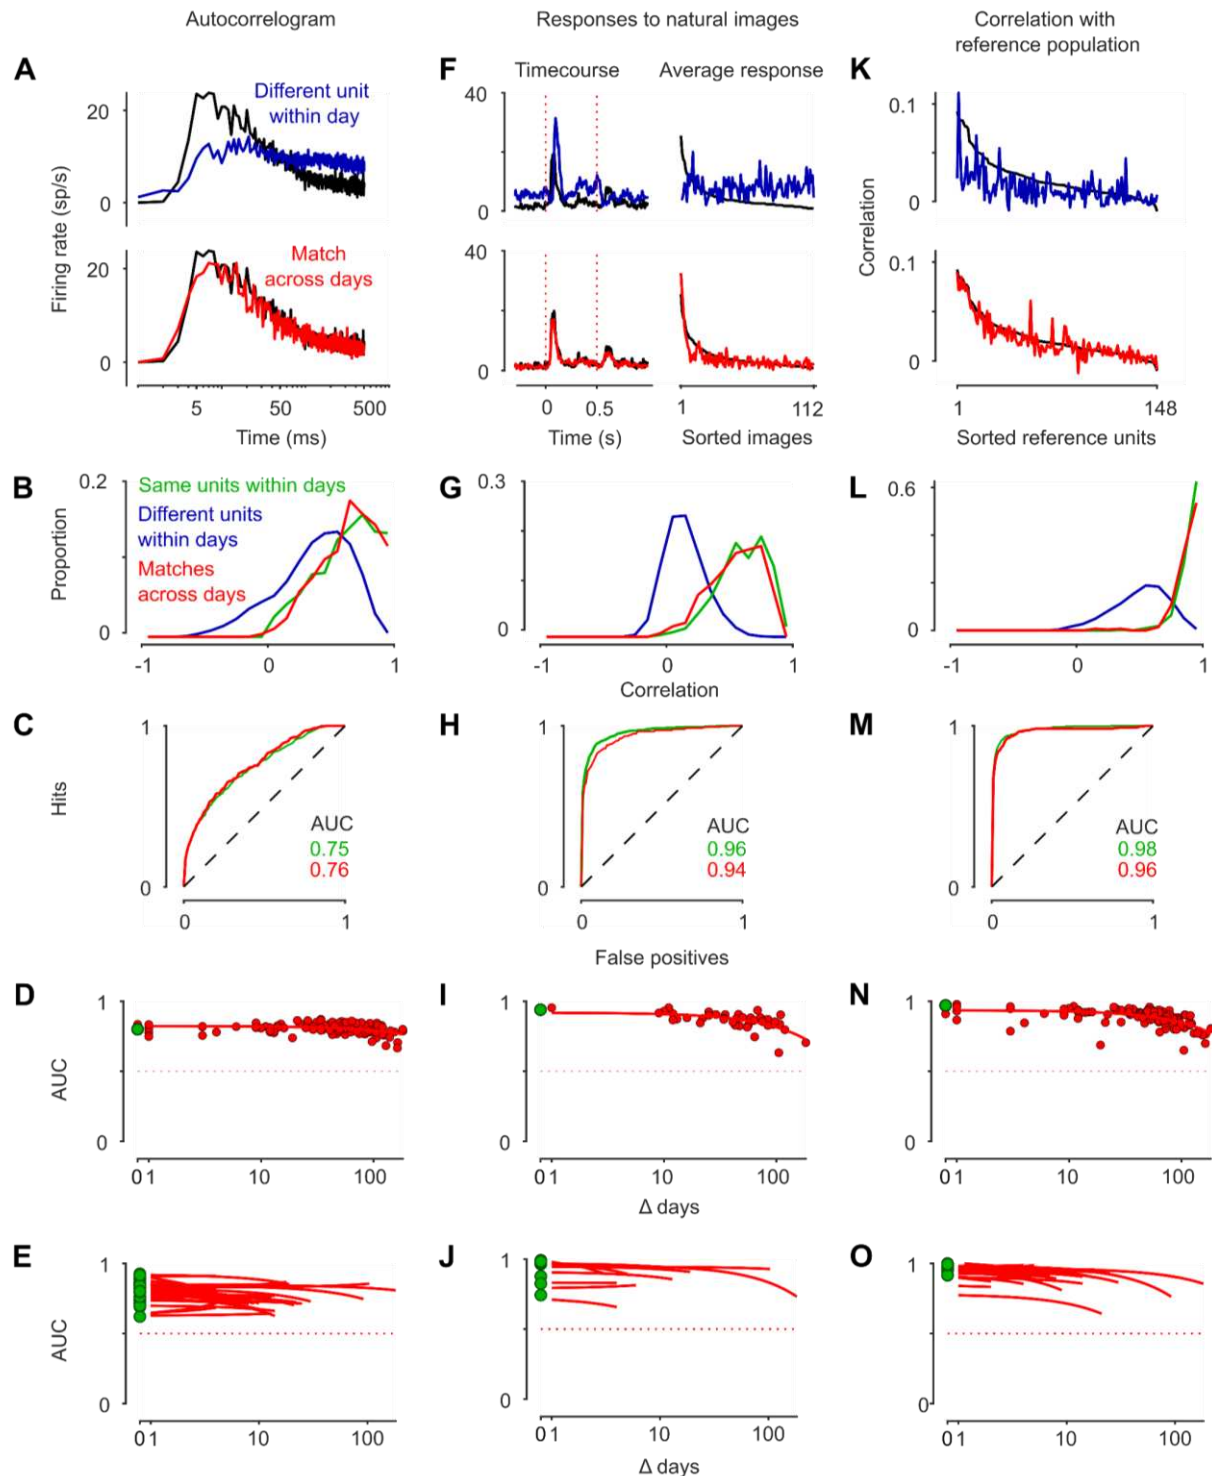 Autocorrelogram
Responses to natural images
Correlation with
reference population
A
Different unit
within day
20
0
Match
across days
20
0
Firing rate (sp/s)
5
50
500
Time (ms)
F
Timecourse
Average response
40
0
40
0
0
0.5
1
112
Time (s)
Sorted images
K
0.1
0
0.1
0
Correlation
1
148
Sorted reference units
B
Same units within days
Different units
within days
Matches
across days
0.2
0
Proportion
-1
0
1
G
0.3
0
-1
0
1
Correlation
L
0.6
0
-1
0
1
C
1
0
Hits
AUC
0.75
0.76
0
1
H
1
0
AUC
0.96
0.94
0
1
False positives
M
1
0
AUC
0.98
0.96
0
1
D
1
0
AUC
0 1
10
100
I
1
0
0 1
10
100
Δ days
N
1
0
0 1
10
100
E
1
0
AUC
0 1
10
100
J
1
0
0 1
10
100
Δ days
O
1
0
0 1
10
100